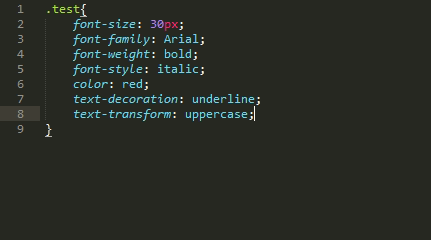 1 .test{
2 font-size: 30px;
3 font-family: Arial;
4 font-weight: bold;
5 font-style: italic;
6 color: red;
7 text-decoration: underline;
8 text-transform: uppercase;
9 }